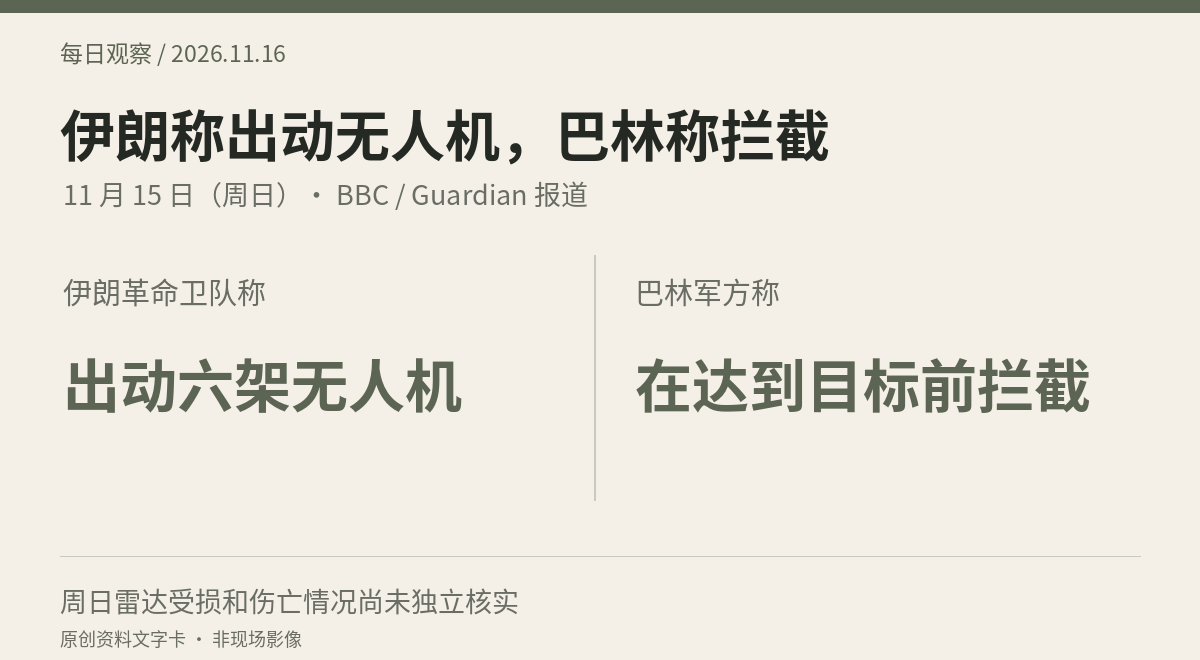 每日观察 / 2026.11.16
伊朗称出动无人机，巴林称拦截
11 月 15 日（周日）· BBC / Guardian 报道
伊朗革命卫队称
出动六架无人机
巴林军方称
在达到目标前拦截
周日雷达受损和伤亡情况尚未独立核实
原创资料文字卡 · 非现场影像